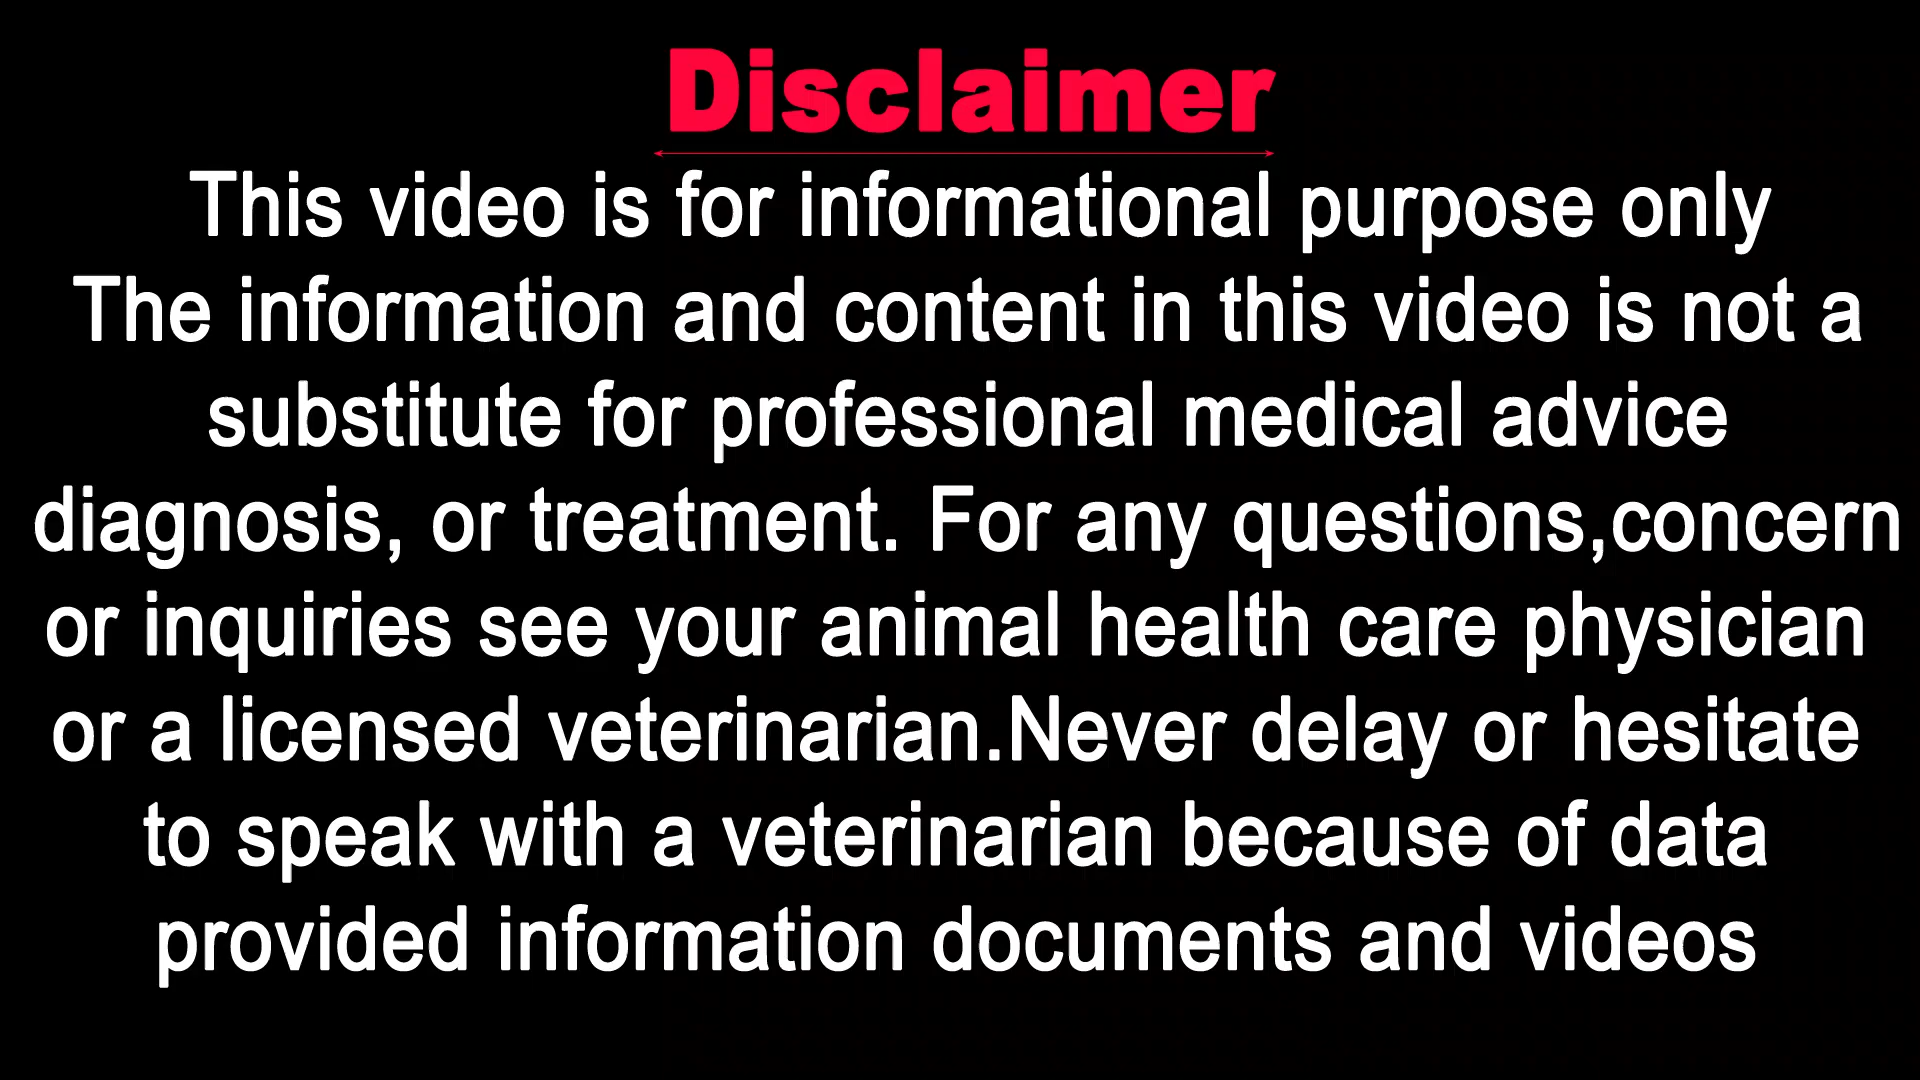 Disclaimer
This video is for informational purpose only
The information and content in this video is not a
substitute for professional medical advice
diagnosis, or treatment. For any questions,concern
or inquiries see your animal health care physician
or a licensed veterinarian.Never delay or hesitate
to speak with a veterinarian because of data
provided information documents and videos